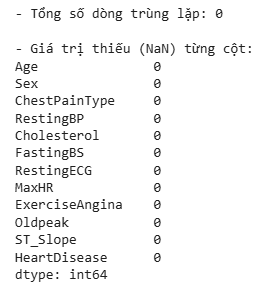 - Tổng số dòng trùng lặp: 0
- Giá trị thiếu (NaN) từng cột:
Age 0
Sex 0
ChestPainType 0
RestingBP 0
Cholesterol 0
FastingBS 0
RestingECG 0
MaxHR 0
ExerciseAngina 0
Oldpeak 0
ST_Slope 0
HeartDisease 0
dtype: int64